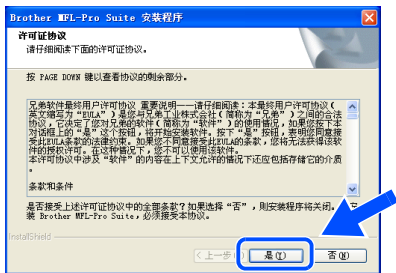 Brother MFL-Pro Suite 安装程序
许可证协议
请仔细阅读下面的许可证协议。
按 PAGE DOWN 键以查看协议的剩余部分。
兄弟软件最终用户许可协议 重要说明——请仔细阅读：本最终用户许可协议（
英文缩写为“EULA”）是您与兄弟工业株式会社（简称为“兄弟”）之间的合法
协议，它决定了您对兄弟的软件（简称为“软件”）的使用情况，如果您按下本
对话框上的“是”这个按钮，将开始安装软件。按下“是”按钮，表明您同意接
受此EULA条款的法律约束。如果您不同意接受此EULA的条款，您将无法获得该软
件的授权许可。在这种情况下，您不可以使用该软件。
本许可协议中涉及“软件”的内容在上下文允许的情况下还应包括存储它的介质
。
条款和条件
是否接受上述许可证协议中的全部条款？如果选择“否”，则安装程序将关闭。
装 Brother MFL-Pro Suite，必须接受本协议。
InstallShield
< 上一步 是(Y) 否(N)